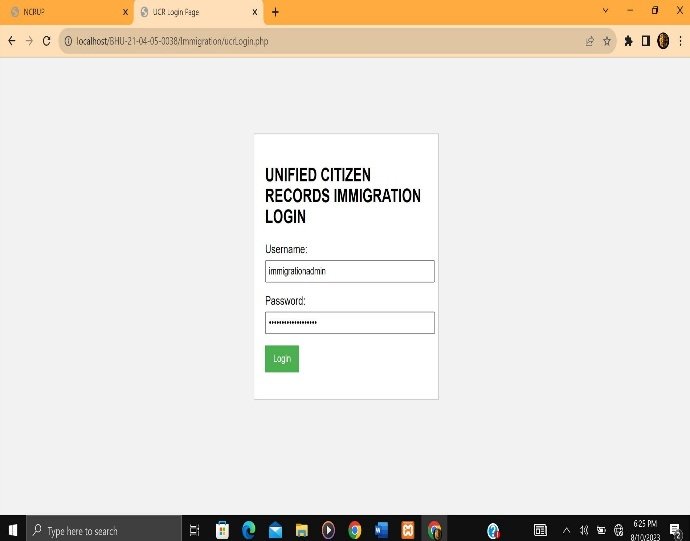 NCRUP
UCR Login Page
localhost/BHU-21-04-05-0038/Immigration/ucrLogin.php
UNIFIED CITIZEN
RECORDS IMMIGRATION
LOGIN
Username:
immigrationadmin
Password:
Login
Type here to search
6:25 PM
8/10/2023